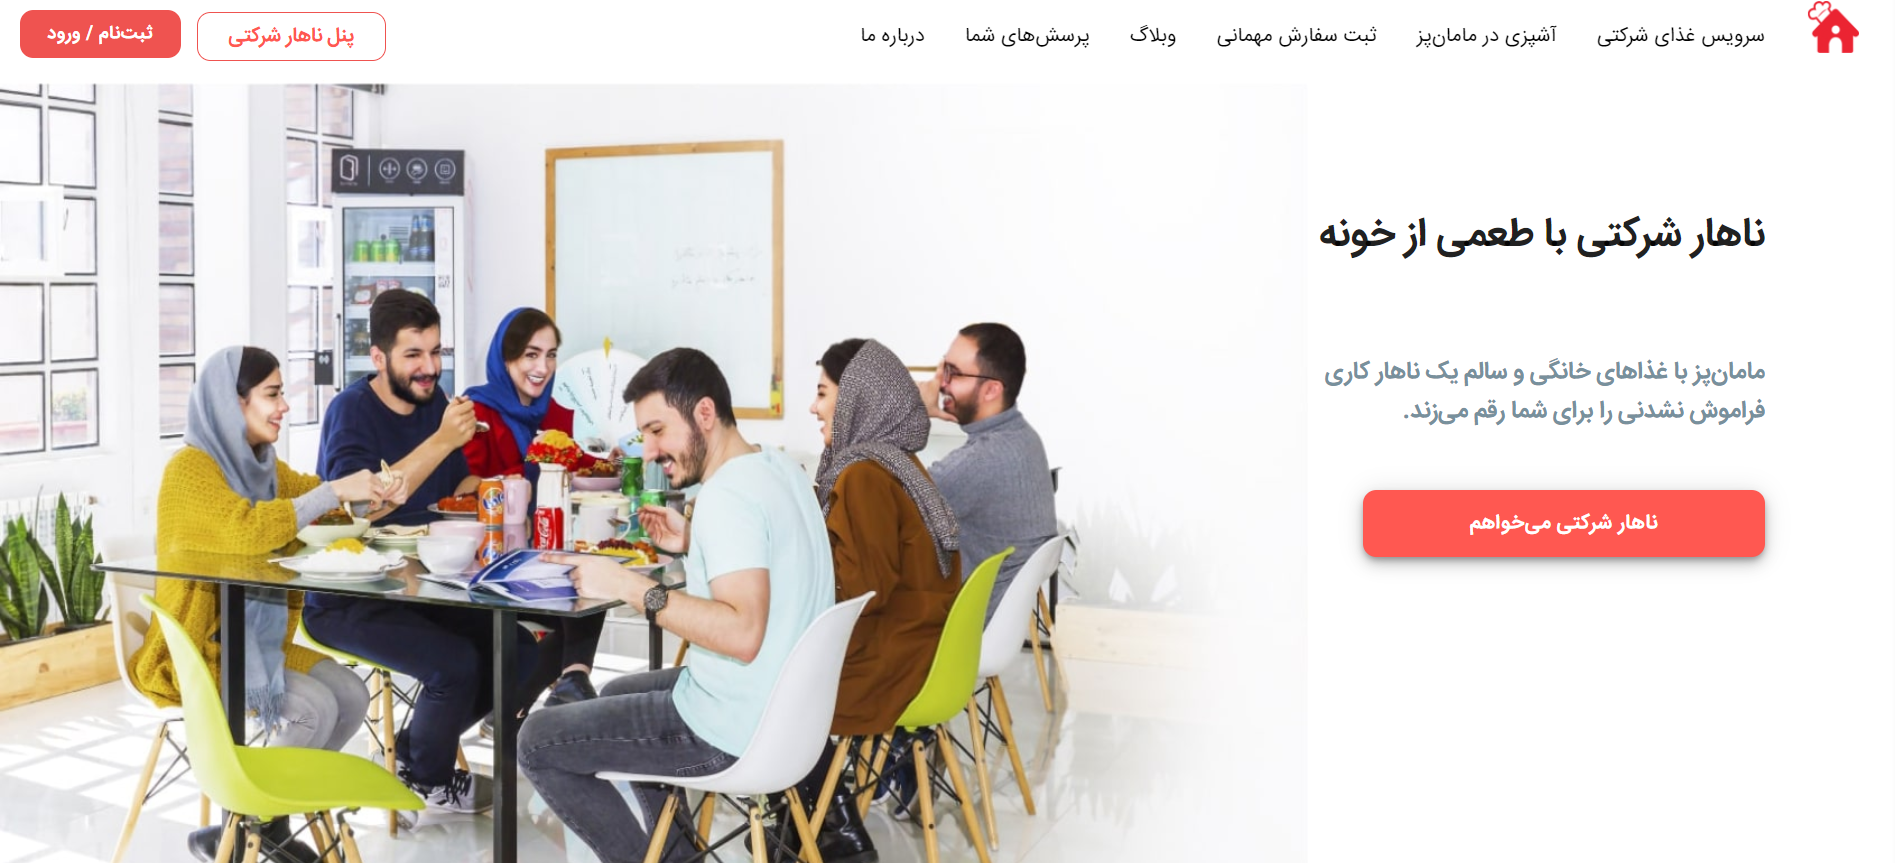 سرویس غذای شرکتی
آشپزی در مامان‌پز
ثبت سفارش مهمانی
وبلاگ
پرسش‌های شما
درباره ما
پنل ناهار شرکتی
ثبت‌نام / ورود
ناهار شرکتی با طعمی از خونه
مامان‌پز با غذاهای خانگی و سالم یک ناهار کاری
فراموش نشدنی را برای شما رقم می‌زند.
ناهار شرکتی می‌خواهم